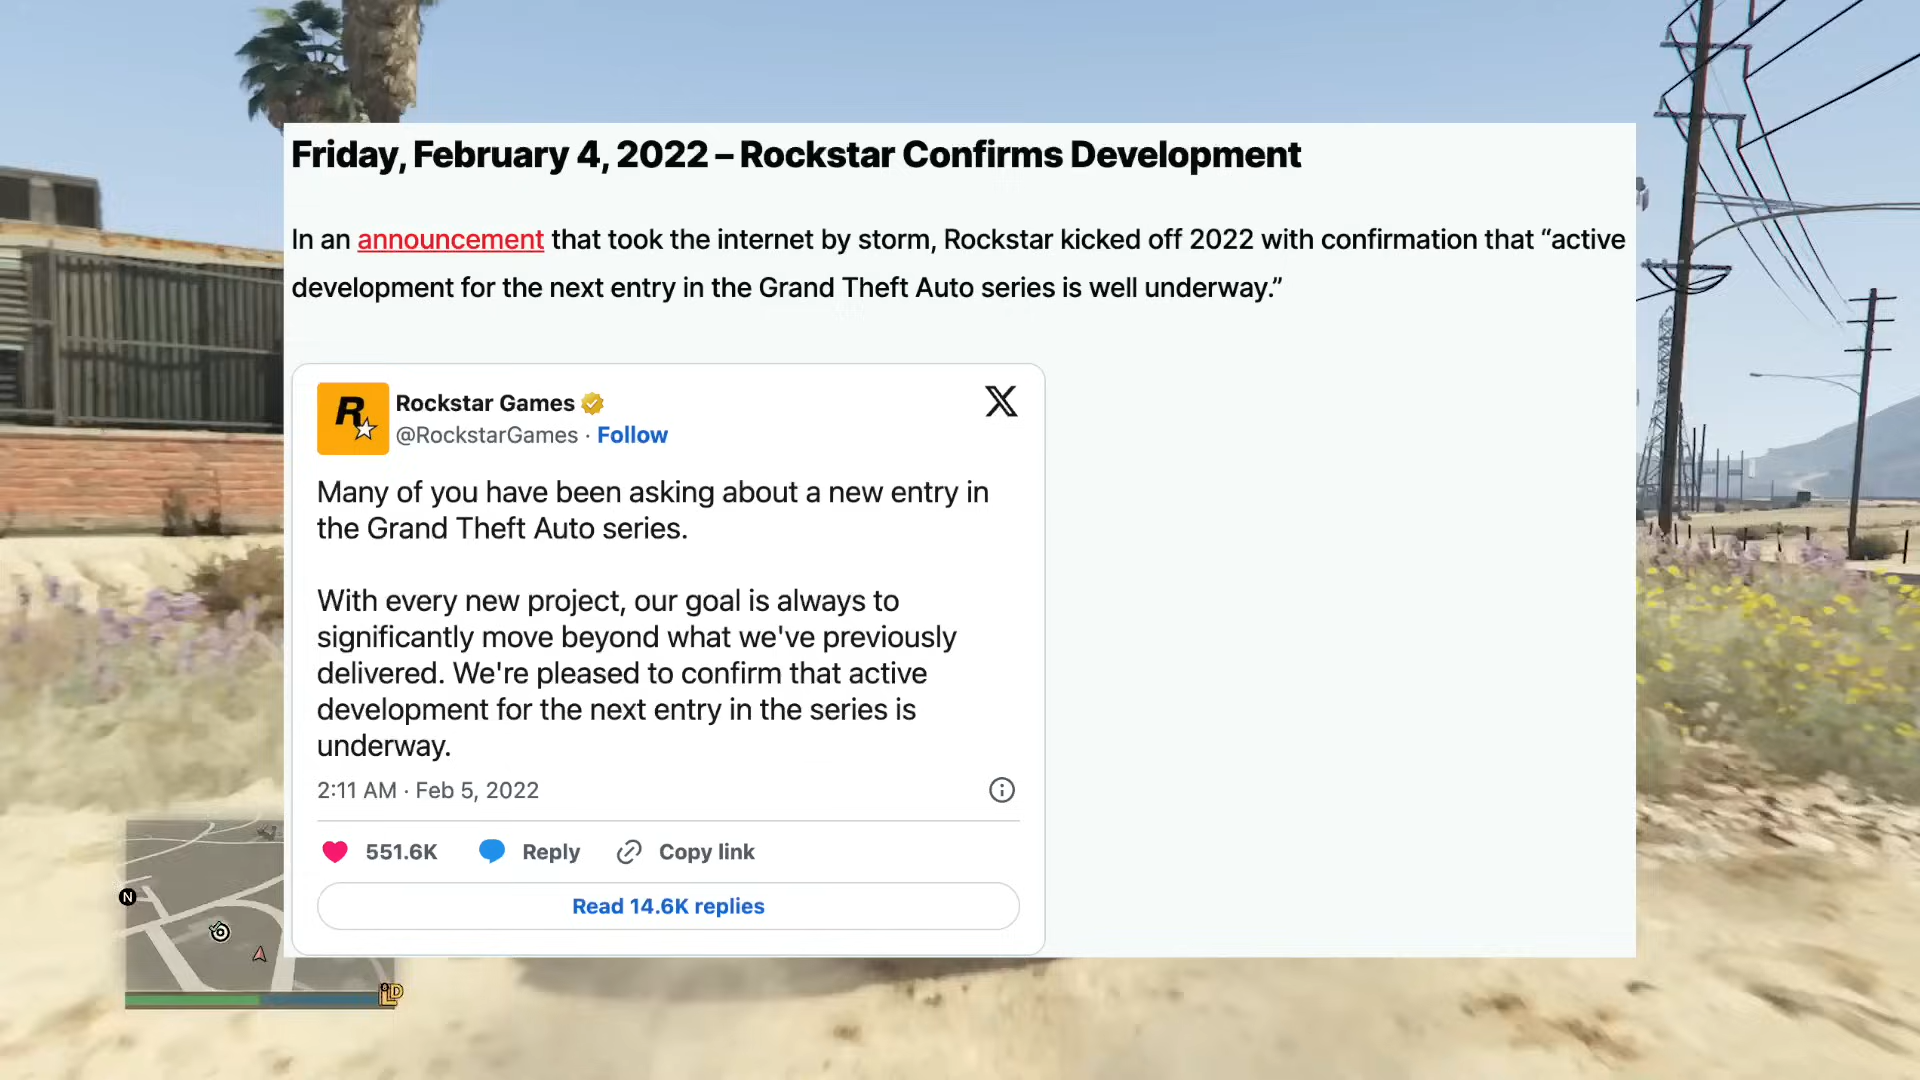 Friday, February 4, 2022 – Rockstar Confirms Development
In an announcement that took the internet by storm, Rockstar kicked off 2022 with confirmation that “active
development for the next entry in the Grand Theft Auto series is well underway.”
R
Rockstar Games
X
@RockstarGames · Follow
Many of you have been asking about a new entry in
the Grand Theft Auto series.
With every new project, our goal is always to
significantly move beyond what we've previously
delivered. We're pleased to confirm that active
development for the next entry in the series is
underway.
2:11 AM · Feb 5, 2022
551.6K
Reply
Copy link
Read 14.6K replies
N